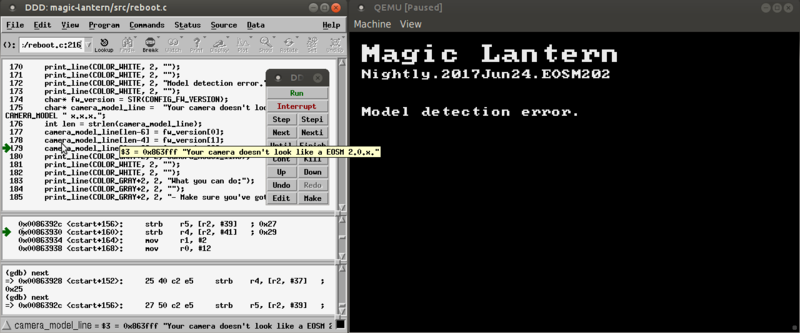 DDD: magic-lantern/src/reboot.c
File Edit View Program Commands Status Source Data Help
(): :/reboot.c:216 Lookup Break
170 print_line(COLOR_WHITE, 2, "");
171 print_line(COLOR_WHITE, 2, "");
172 print_line(COLOR_WHITE, 2, "Model detection error.
173 print_line(COLOR_WHITE, 2, "");
174 char* fw_version = STR(CONFIG_FW_VERSION);
175 char* camera_model_line = "Your camera doesn't loo
CAMERA_MODEL " x.x.x.";
176 int len = strlen(camera_model_line);
177 camera_model_line[len-6] = fw_version[0];
178 camera_model_line[len-4] = fw_version[1];
179 camera_model_lin
$3 = 0x863fff "Your camera doesn't look like a EOSM 2.0.x."
180 print_line(COLOR_GRAY+2, 2, camera_model_line
181 print_line(COLOR_WHITE, 2, "");
182 print_line(COLOR_WHITE, 2, "");
183 print_line(COLOR_GRAY+2, 2, "What you can do:");
184 print_line(COLOR_GRAY+2, 2, "");
185 print_line(COLOR_GRAY+2, 2, "- Make sure you've got
DD
Run
Interrupt
Step Stepi
Next Nexti
Until Finish
Cont Kill
Up Down
Undo Redo
Edit Make
0x0086392c <cstart+156>: strb r5, [r2, #39] ; 0x27
0x00863930 <cstart+160>: strb r4, [r2, #41] ; 0x29
0x00863934 <cstart+164>: mov r1, #2
0x00863938 <cstart+168>: mov r0, #12
(gdb) next
=> 0x00863928 <cstart+152>: 25 40 c2 e5 strb r4, [r2, #37] ;
0x25
(gdb) next
=> 0x0086392c <cstart+156>: 27 50 c2 e5 strb r5, [r2, #39] ;
camera_model_line = $3 = 0x863fff "Your camera doesn't look like a EOSM 2
QEMU [Paused]
Machine View
Magic Lantern
Nightly.2017Jun24.EOSM202
Model detection error.